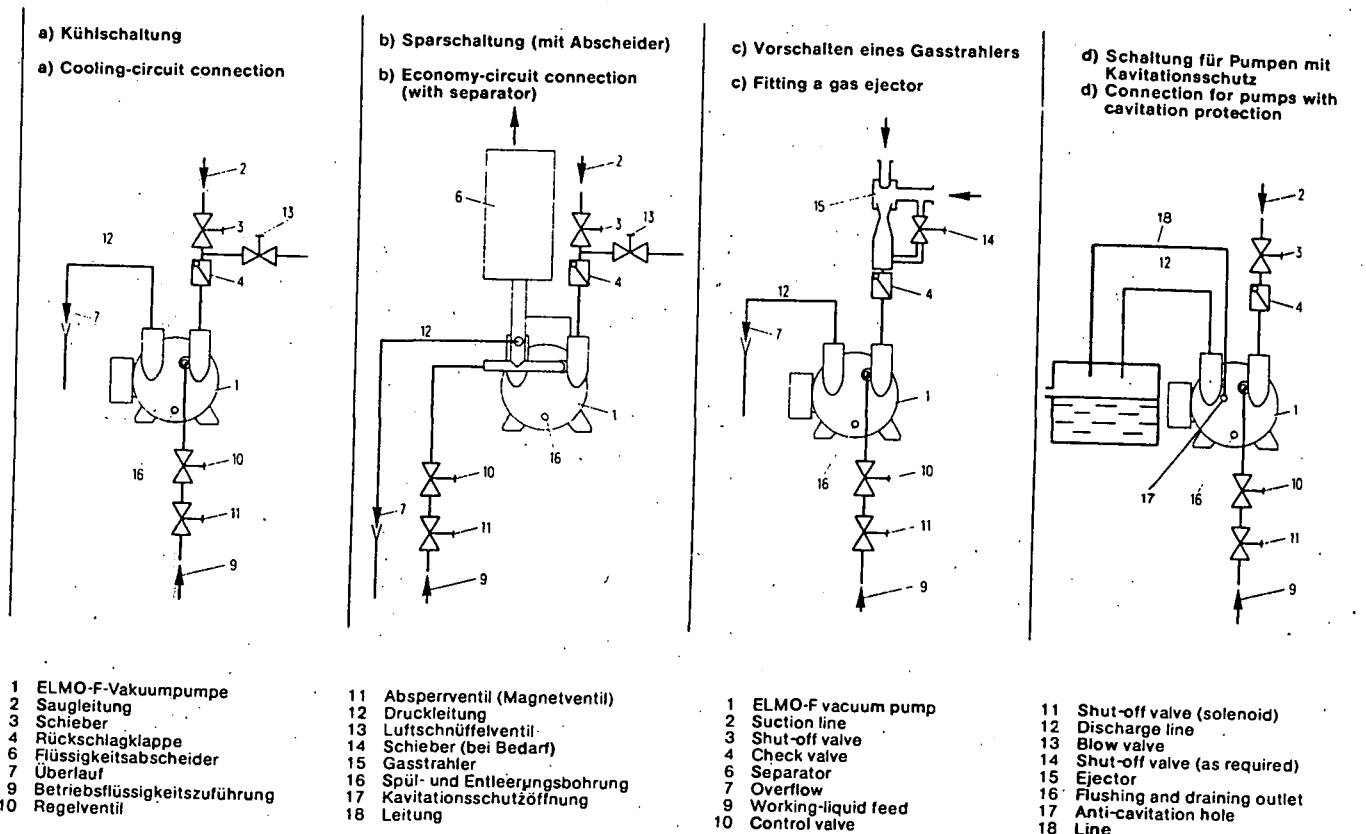 a) Kühlschaltung
a) Cooling-circuit connection
2
13
3
12
4
7
1
10
16
11
9
b) Sparschaltung (mit Abscheider)
b) Economy-circuit connection
(with separator)
2
13
6
3
4
12
1
16
10
7
11
9
c) Vorschalten eines Gasstrahlers
c) Fitting a gas ejector
15
14
4
12
7
1
10
16
11
9
d) Schaltung für Pumpen mit
Kavitationsschutz
d) Connection for pumps with
cavitation protection
2
18
3
12
4
1
17
16
10
11
9
1 ELMO-F-Vakuumpumpe
2 Saugleitung
3 Schieber
4 Rückschlagklappe
6 Flüssigkeitsabscheider
7 Überlauf
9 Betriebsflüssigkeitszuführung
10 Regelventil
11 Absperrventil (Magnetventil)
12 Druckleitung
13 Luftschnüffelventil
14 Schieber (bei Bedarf)
15 Gasstrahler
16 Spül- und Entleerungsbohrung
17 Kavitationsschutzöffnung
18 Leitung
1 ELMO-F vacuum pump
2 Suction line
3 Shut-off valve
4 Check valve
6 Separator
7 Overflow
9 Working-liquid feed
10 Control valve
11 Shut-off valve (solenoid)
12 Discharge line
13 Blow valve
14 Shut-off valve (as required)
15 Ejector
16 Flushing and draining outlet
17 Anti-cavitation hole
18 Line